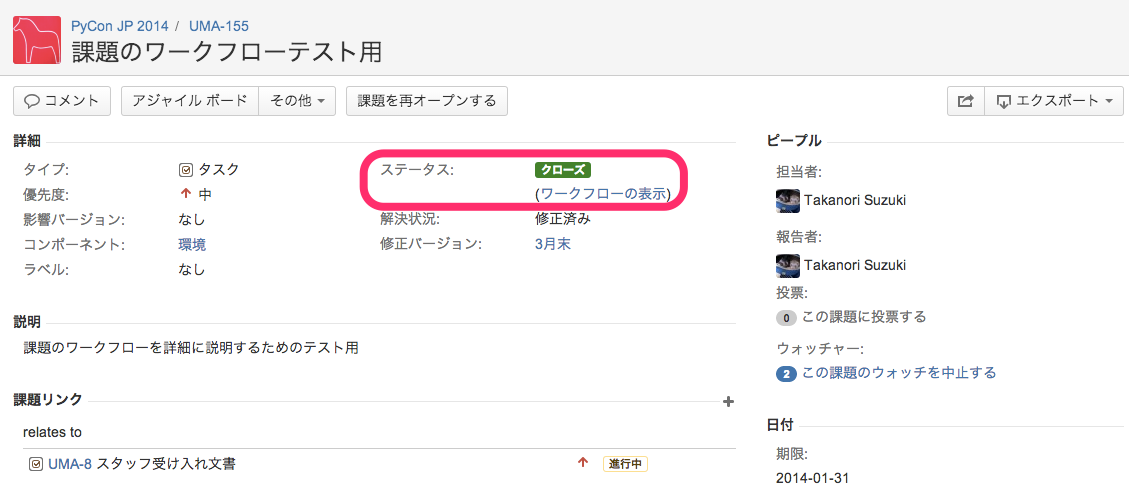 PyCon JP 2014 / UMA-155
課題のワークフローテスト用
コメント アジャイル ボード その他 課題を再オープンする エクスポート
詳細
タイプ: タスク
優先度: 中
影響バージョン: なし
コンポーネント: 環境
ラベル: なし
ステータス: クローズ
(ワークフローの表示)
解決状況: 修正済み
修正バージョン: 3月末
説明
課題のワークフローを詳細に説明するためのテスト用
課題リンク
relates to
UMA-8 スタッフ受け入れ文書 進行中
ピープル
担当者:
Takanori Suzuki
報告者:
Takanori Suzuki
投票:
0 この課題に投票する
ウォッチャー:
2 この課題のウォッチを中止する
日付
期限:
2014-01-31